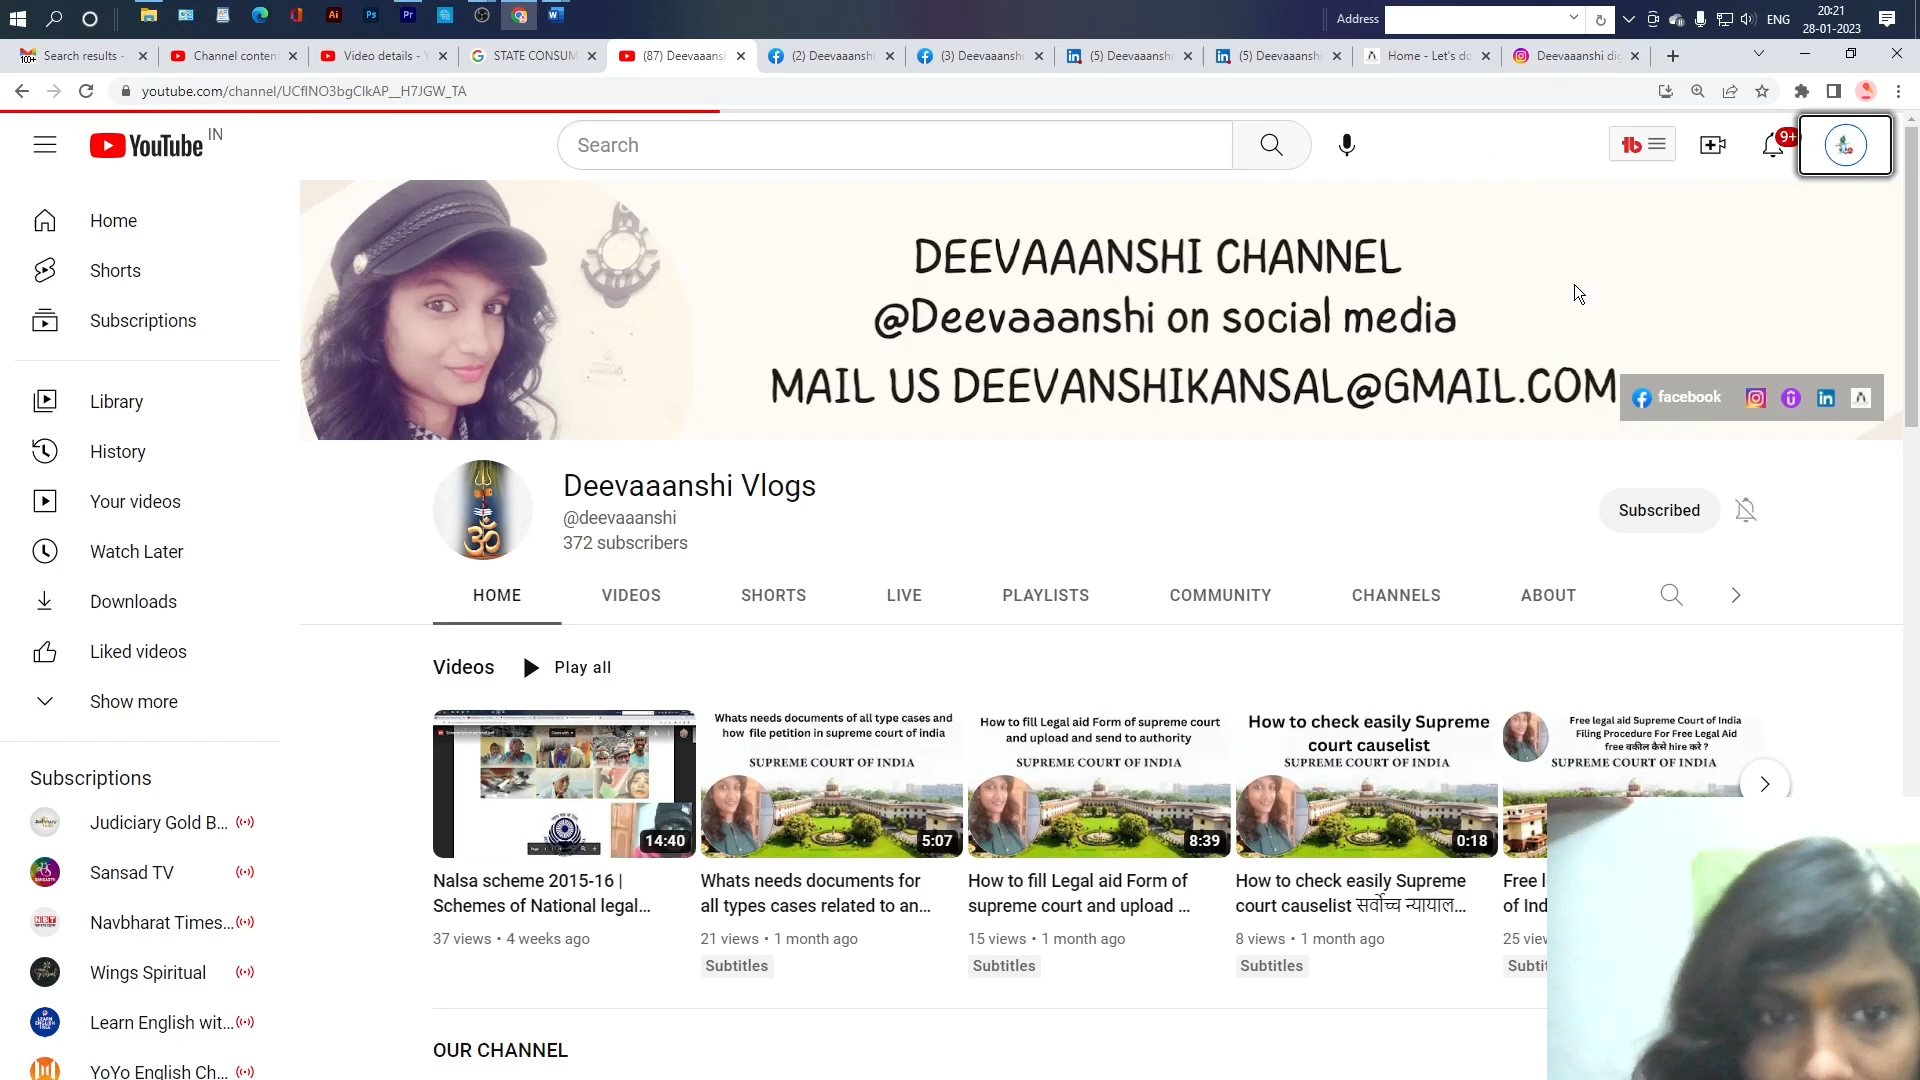 Address
ENG
20:21
28-01-2023
Search results -
Channel conten
Video details - Y
STATE CONSUM
(87) Deevaaansh
(2) Deevaaanshi
(3) Deevaaanshi
(5) Deevaaanshi
(5) Deevaaanshi
Home - Let's do
Deevaaanshi dig
youtube.com/channel/UCflNO3bgClkAP__H7JGW_TA
YouTube IN
Search
9+
Home
Shorts
Subscriptions
Library
History
Your videos
Watch Later
Downloads
Liked videos
Show more
Subscriptions
Judiciary Gold B...
Sansad TV
Navbharat Times...
Wings Spiritual
Learn English wit...
YoYo English Ch...
DEEVAAANSHI CHANNEL
@Deevaaanshi on social media
MAIL US DEEVANSHIKANSAL@GMAIL.COM
facebook
Deevaaanshi Vlogs
@deevaaanshi
372 subscribers
Subscribed
HOME
VIDEOS
SHORTS
LIVE
PLAYLISTS
COMMUNITY
CHANNELS
ABOUT
Videos
Play all
14:40
Nalsa scheme 2015-16 |
Schemes of National legal...
37 views • 4 weeks ago
Whats needs documents of all type cases and
how file petition in supreme court of india
SUPREME COURT OF INDIA
5:07
Whats needs documents for
all types cases related to an...
21 views • 1 month ago
Subtitles
How to fill Legal aid Form of supreme court
and upload and send to authority
SUPREME COURT OF INDIA
8:39
How to fill Legal aid Form of
supreme court and upload ...
15 views • 1 month ago
Subtitles
How to check easily Supreme
court causelist
SUPREME COURT OF INDIA
0:18
How to check easily Supreme
court causelist सर्वोच्च न्यायाल...
8 views • 1 month ago
Subtitles
Free legal aid Supreme Court of India
Filing Procedure For Free Legal Aid
free वकील कैसे hire करे ?
SUPREME COURT OF INDIA
Free l
of Ind
25 vie
Subti
OUR CHANNEL